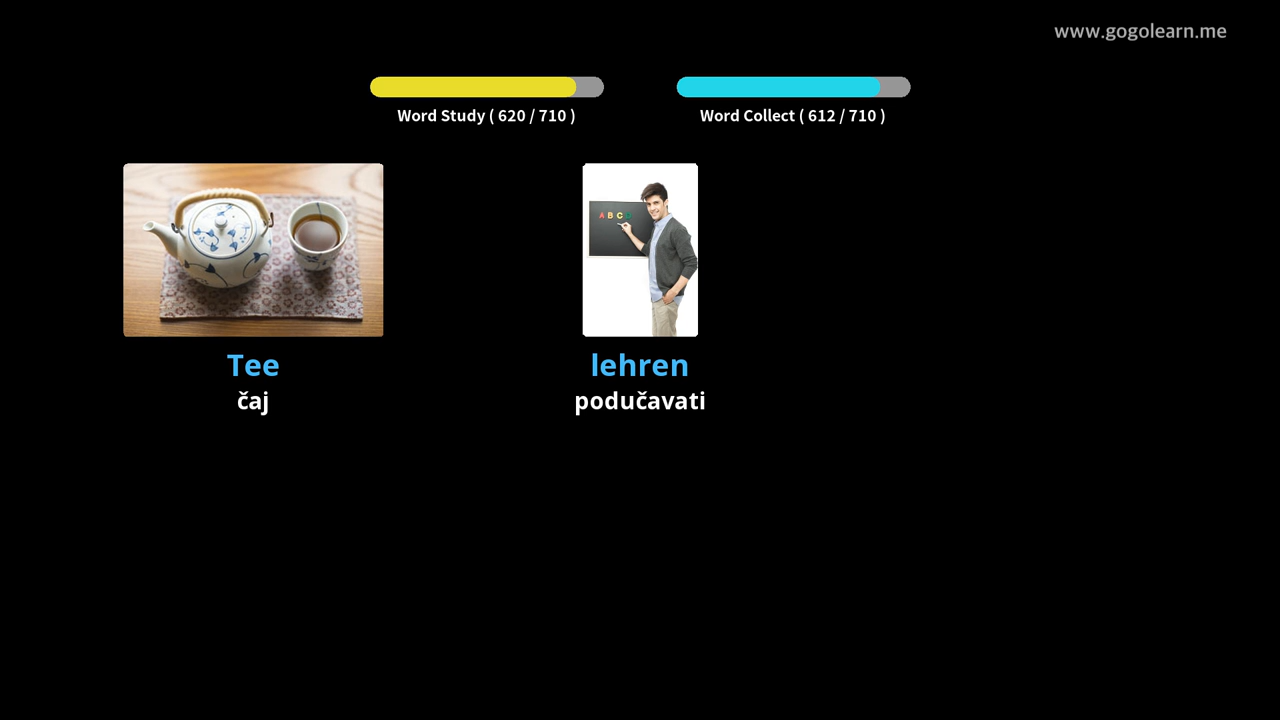 www.gogolearn.me
Word Study ( 620 / 710 )
Word Collect ( 612 / 710 )
A B C D
Tee
čaj
lehren
podučavati